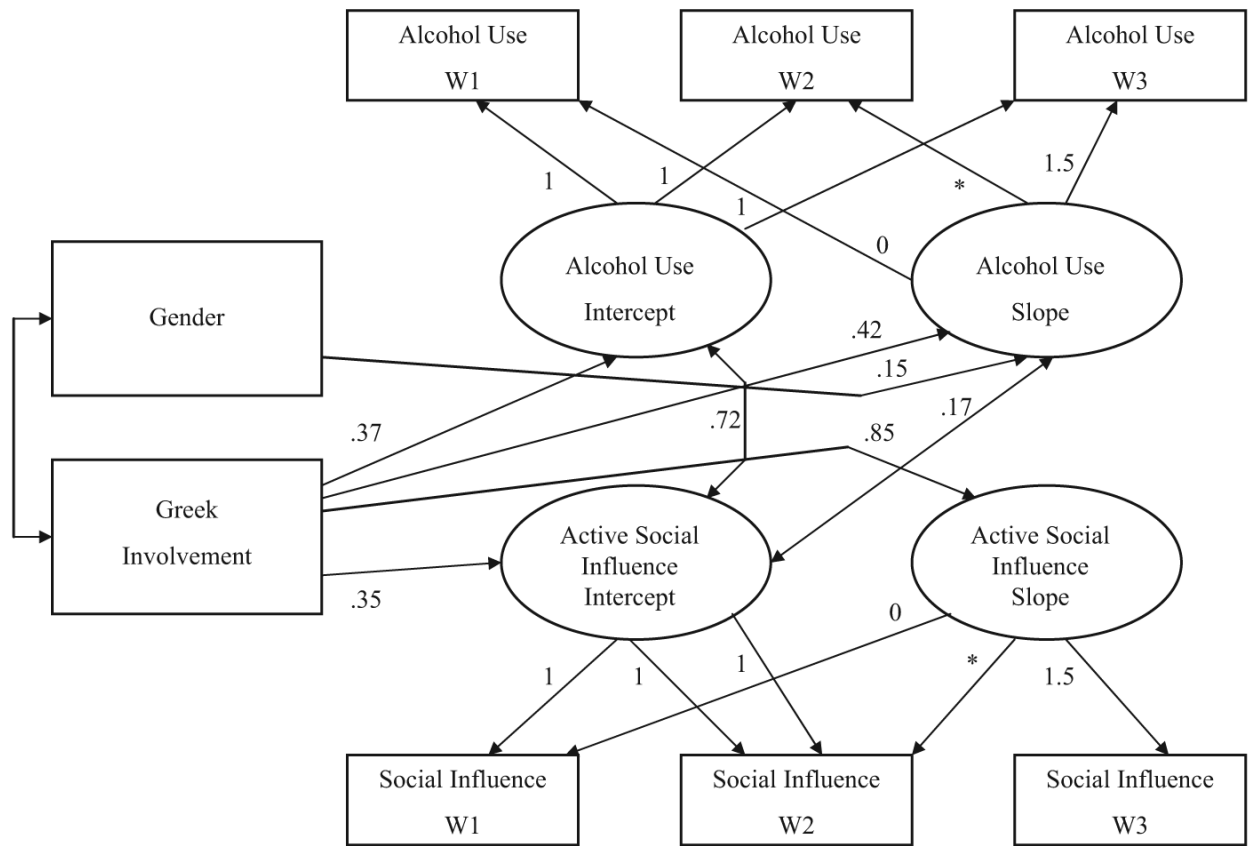 Alcohol Use
W1
Alcohol Use
W2
Alcohol Use
W3
1
1
1
*
1.5
0
Gender
Alcohol Use
Intercept
Alcohol Use
Slope
.42
.15
.37
.72
.85
.17
Greek
Involvement
.35
Active Social
Influence
Intercept
Active Social
Influence
Slope
0
1
1
1
*
1.5
Social Influence
W1
Social Influence
W2
Social Influence
W3